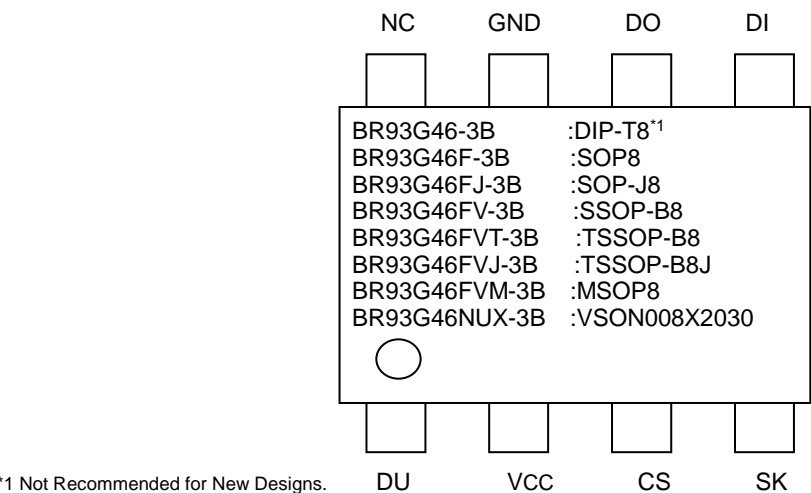 NC GND DO DI
BR93G46-3B :DIP-T8*1
BR93G46F-3B :SOP8
BR93G46FJ-3B :SOP-J8
BR93G46FV-3B :SSOP-B8
BR93G46FVT-3B :TSSOP-B8
BR93G46FVJ-3B :TSSOP-B8J
BR93G46FVM-3B :MSOP8
BR93G46NUX-3B :VSON008X2030
DU VCC CS SK
*1 Not Recommended for New Designs.